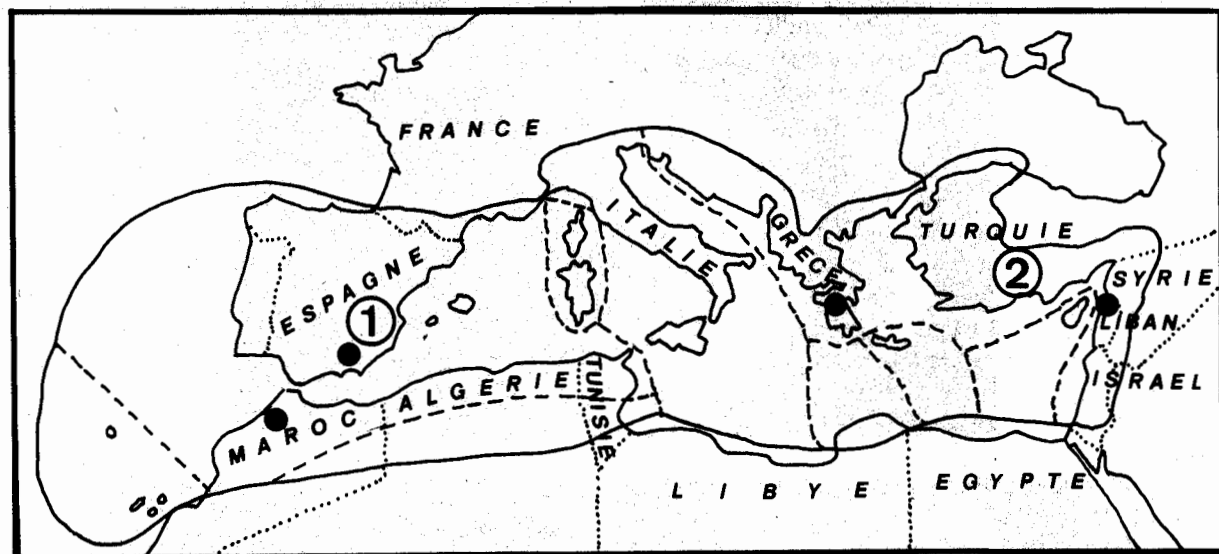 FRANCE
ITALIE
GRECE
TURQUIE
ESPAGNE
1
2
SYRIE
LIBAN
ISRAEL
MAROC
ALGERIE
TUNISIE
LIBYE
EGYPTE